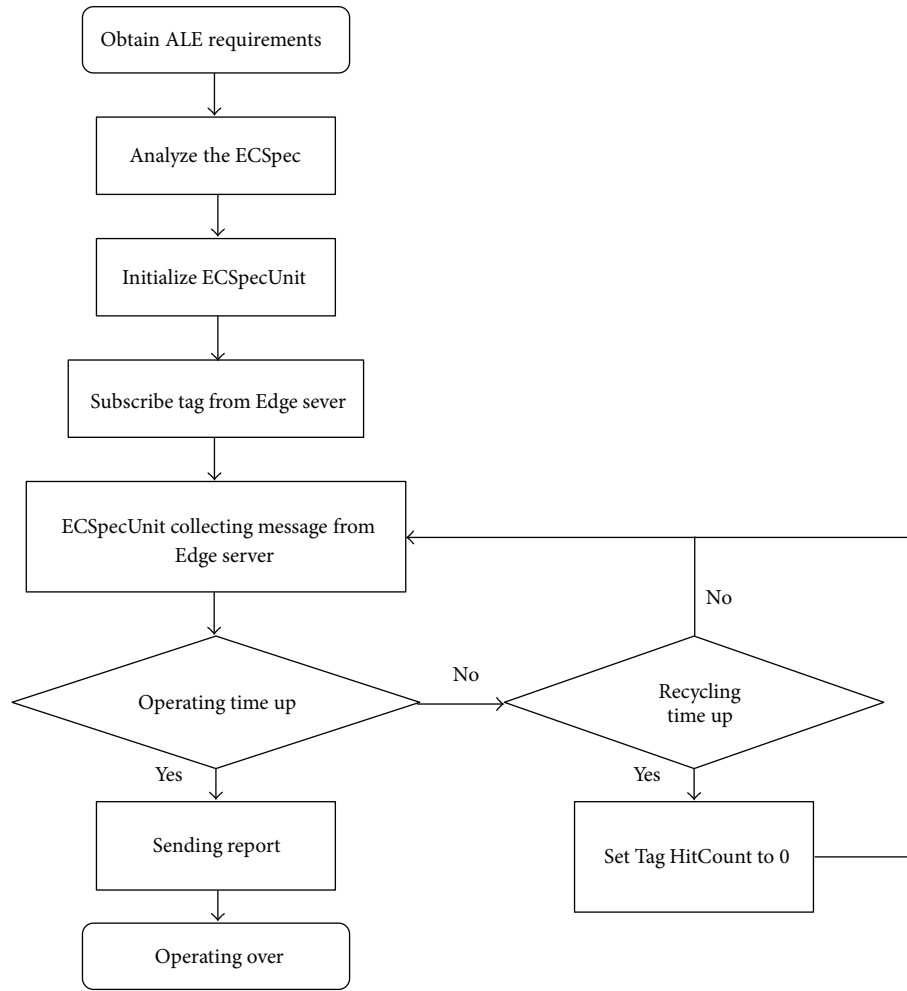 Obtain ALE requirements
Analyze the ECSpec
Initialize ECSpecUnit
Subscribe tag from Edge sever
ECSpecUnit collecting message from
Edge server
No
No
Operating time up
Recycling
time up
Yes
Yes
Sending report
Set Tag HitCount to 0
Operating over